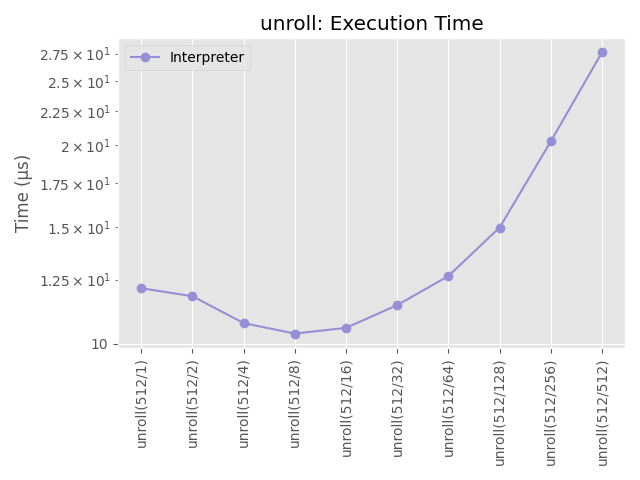 unroll: Execution Time
Interpreter
Time (µs)
2.75 × 10¹
2.5 × 10¹
2.25 × 10¹
2 × 10¹
1.75 × 10¹
1.5 × 10¹
1.25 × 10¹
10
unroll(512/1)
unroll(512/2)
unroll(512/4)
unroll(512/8)
unroll(512/16)
unroll(512/32)
unroll(512/64)
unroll(512/128)
unroll(512/256)
unroll(512/512)